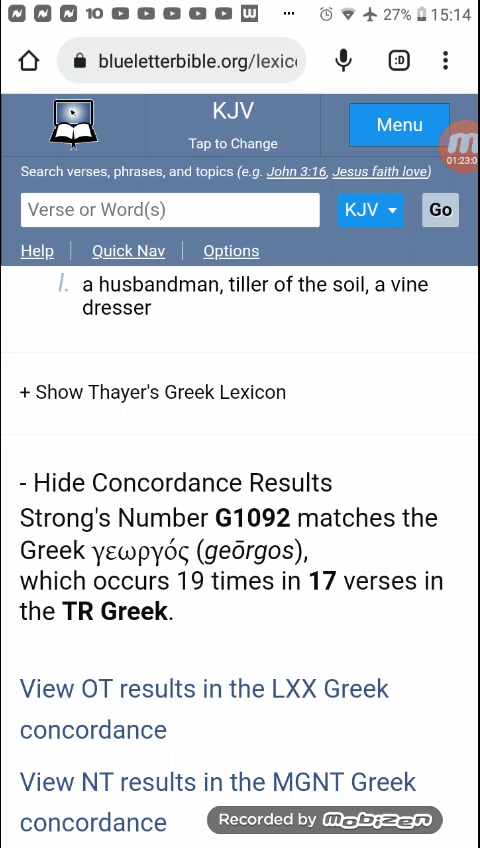 10 W ... 27% 15:14
blueletterbible.org/lexic :D
KJV
Tap to Change
Menu
M
01:23:0
Search verses, phrases, and topics (e.g. John 3:16, Jesus faith love)
Verse or Word(s) KJV Go
Help Quick Nav Options
1. a husbandman, tiller of the soil, a vine
dresser
+ Show Thayer's Greek Lexicon
- Hide Concordance Results
Strong's Number G1092 matches the
Greek γεωργός (geōrgos),
which occurs 19 times in 17 verses in
the TR Greek.
View OT results in the LXX Greek
concordance
View NT results in the MGNT Greek
concordance
Recorded by mobizen